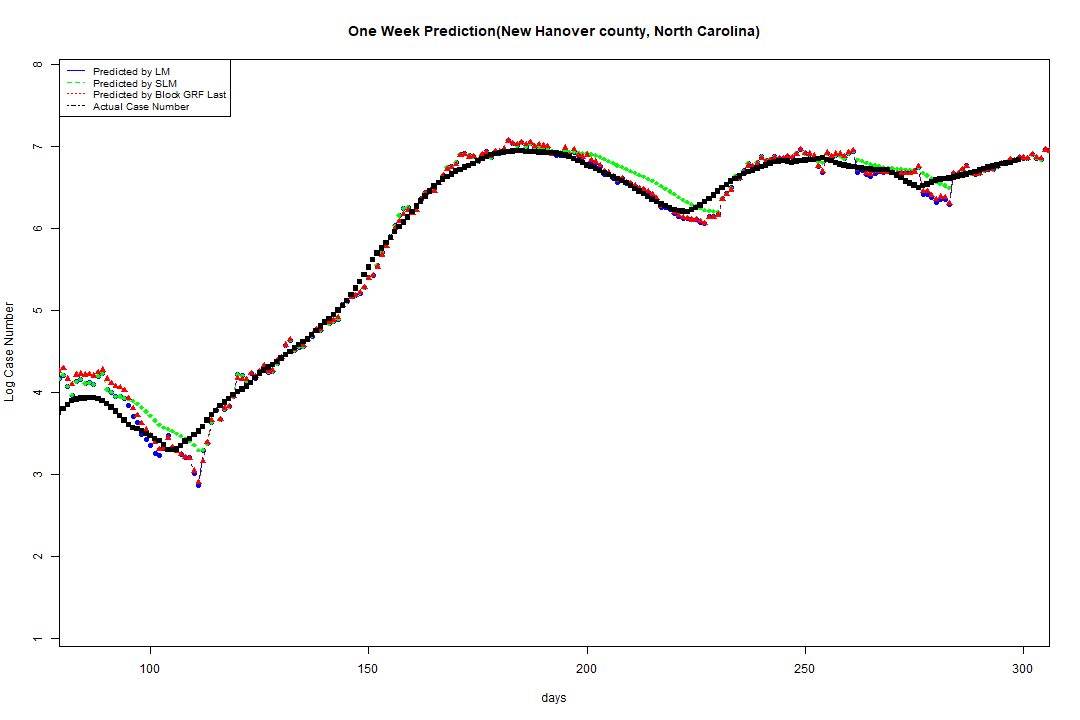 One Week Prediction(New Hanover county, North Carolina)
Predicted by LM
Predicted by SLM
Predicted by Block GRF Last
Actual Case Number
8
7
6
5
4
3
2
1
Log Case Number
100
150
200
250
300
days